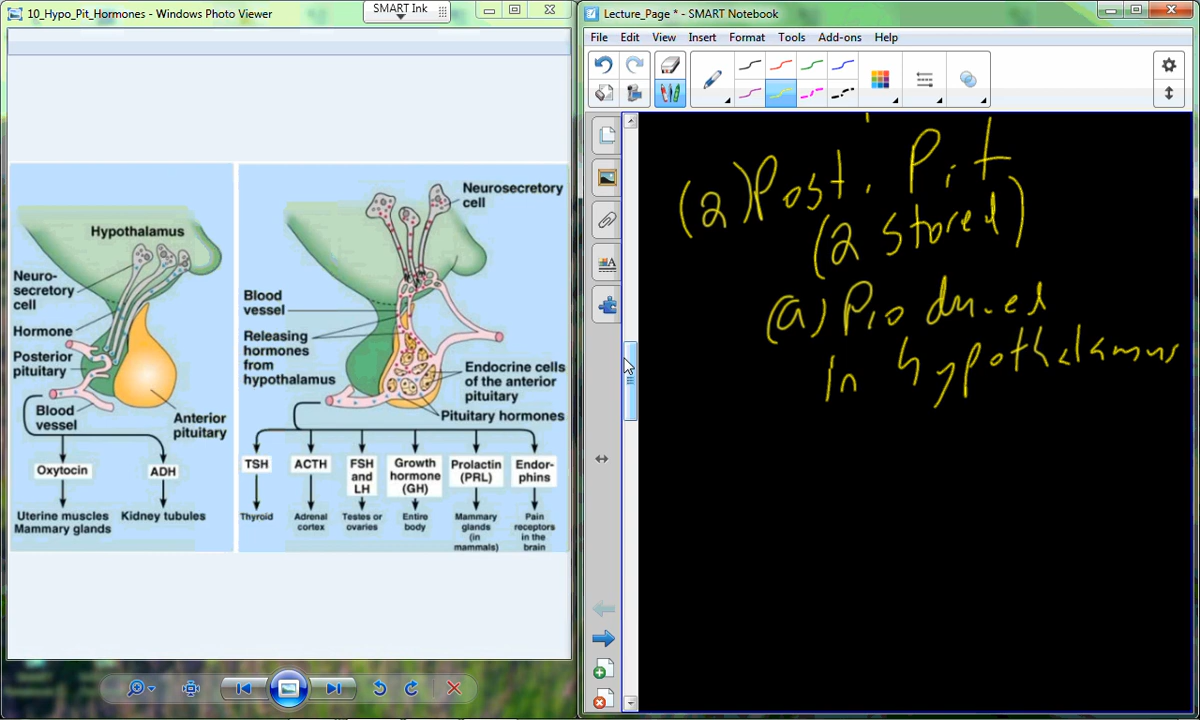 10_Hypo_Pit_Hormones - Windows Photo Viewer
SMART Ink
Hypothalamus
Neuro-
secretory
cell
Hormone
Posterior
pituitary
Blood
vessel
Anterior
pituitary
Oxytocin
ADH
Uterine muscles
Mammary glands
Kidney tubules
Neurosecretory
cell
Blood
vessel
Releasing
hormones
from
hypothalamus
Endocrine cells
of the anterior
pituitary
Pituitary hormones
TSH
ACTH
FSH
and
LH
Growth
hormone
(GH)
Prolactin
(PRL)
Endor-
phins
Thyroid
Adrenal
cortex
Testes or
ovaries
Entire
body
Mammary
glands
(in
mammals)
Pain
receptors
in the
brain
Lecture_Page * - SMART Notebook
File Edit View Insert Format Tools Add-ons Help
(2) Post. Pit
(2 stored)
(a) Produced
in hypothalamus